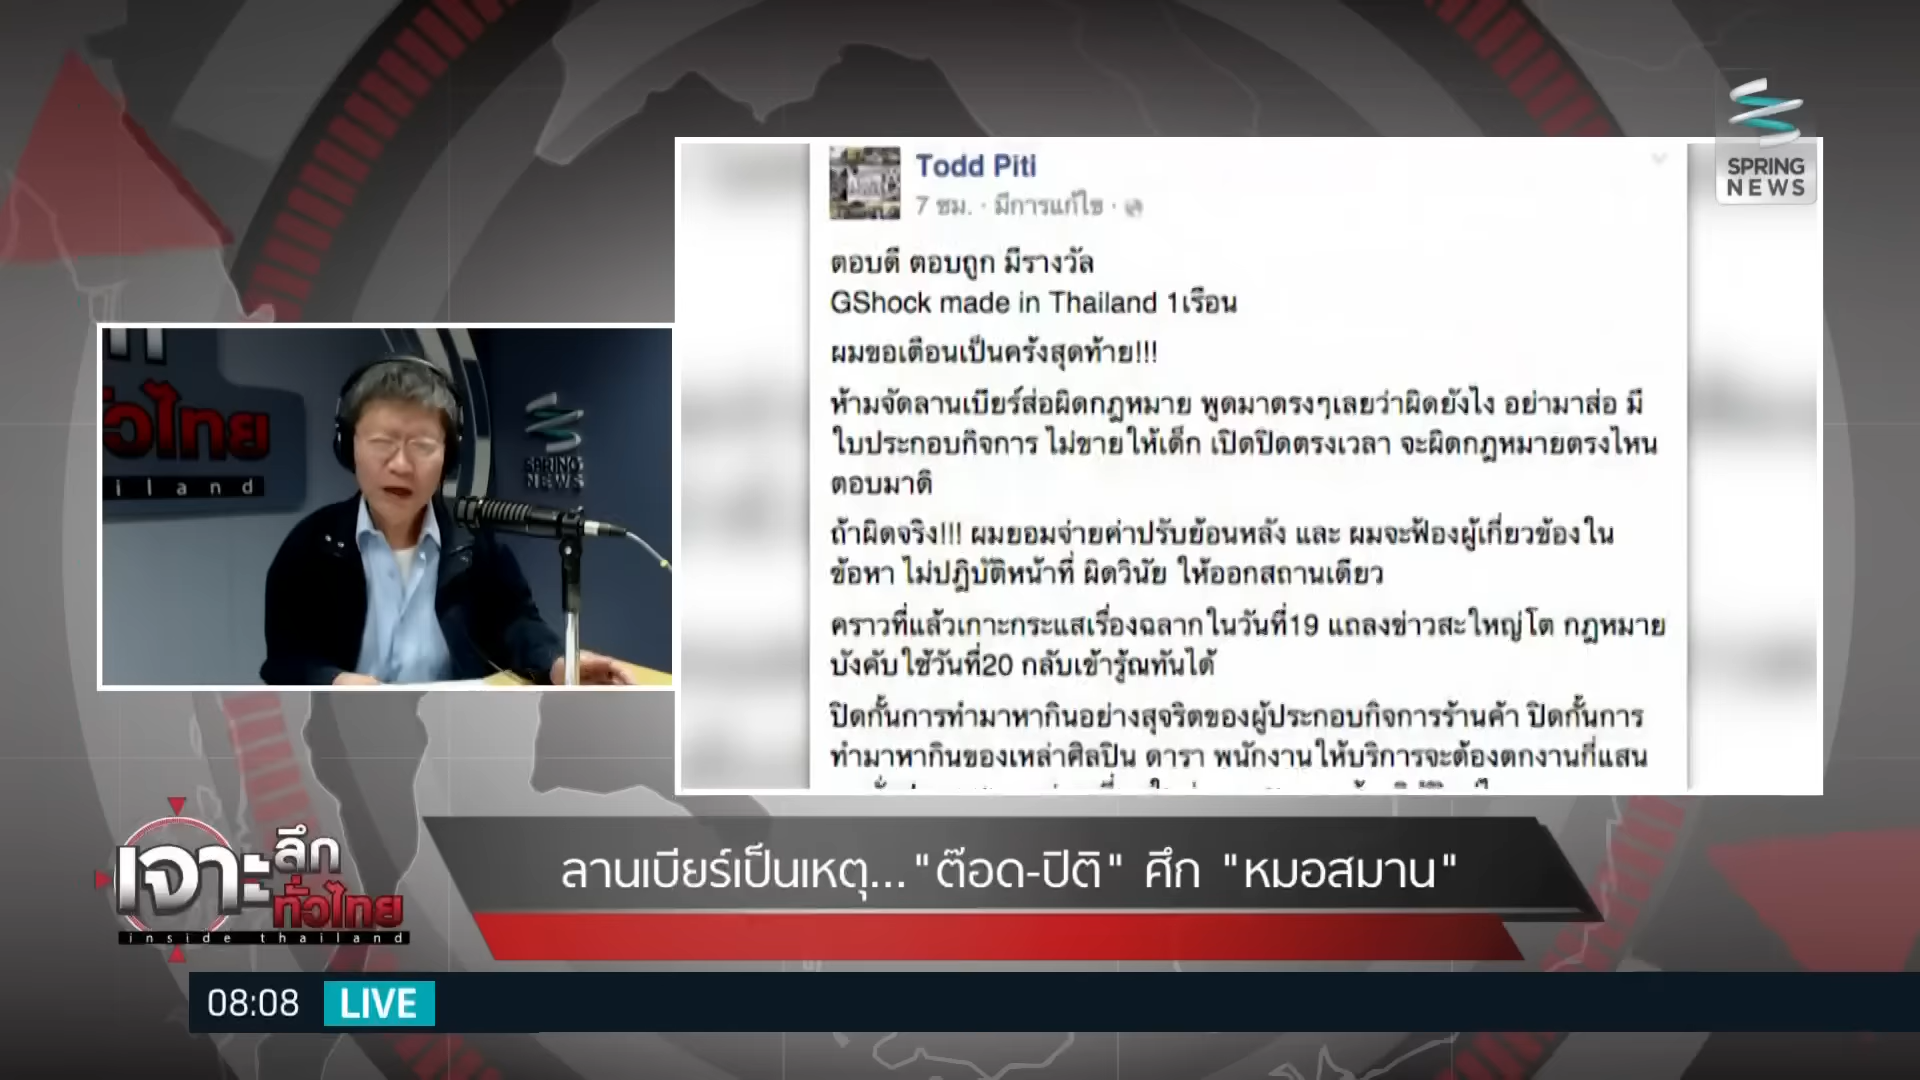 SPRING
NEWS
Todd Piti
7 ชม. · มีการแก้ไข ·
ตอบดี ตอบถูก มีรางวัล
GShock made in Thailand 1เรือน
ผมขอเตือนเป็นครั้งสุดท้าย!!!
ห้ามจัดลานเบียร์ส่อผิดกฎหมาย พูดมาตรงๆเลยว่าผิดยังไง อย่ามาส่อ มี
ใบประกอบกิจการ ไม่ขายให้เด็ก เปิดปิดตรงเวลา จะผิดกฎหมายตรงไหน
ตอบมาดิ
ถ้าผิดจริง!!! ผมยอมจ่ายค่าปรับย้อนหลัง และ ผมจะฟ้องผู้เกี่ยวข้องใน
ข้อหา ไม่ปฏิบัติหน้าที่ ผิดวินัย ให้ออกสถานเดียว
คราวที่แล้วเกาะกระแสเรื่องฉลากในวันที่19 แถลงข่าวสะใหญ่โต กฎหมาย
บังคับใช้วันที่20 กลับเข้ารู้ณทันได้
ปิดกั้นการทำมาหากินอย่างสุจริตของผู้ประกอบกิจการร้านค้า ปิดกั้นการ
ทำมาหากินของเหล่าศิลปิน ดารา พนักงานให้บริการจะต้องตกงานกี่แสน
ทั่วไทย
iland
SPRING
NEWS
เจาะลึก
ทั่วไทย
inside thailand
ลานเบียร์เป็นเหตุ..."ต๊อด-ปิติ" ศึก "หมอสมาน"
08:08 LIVE